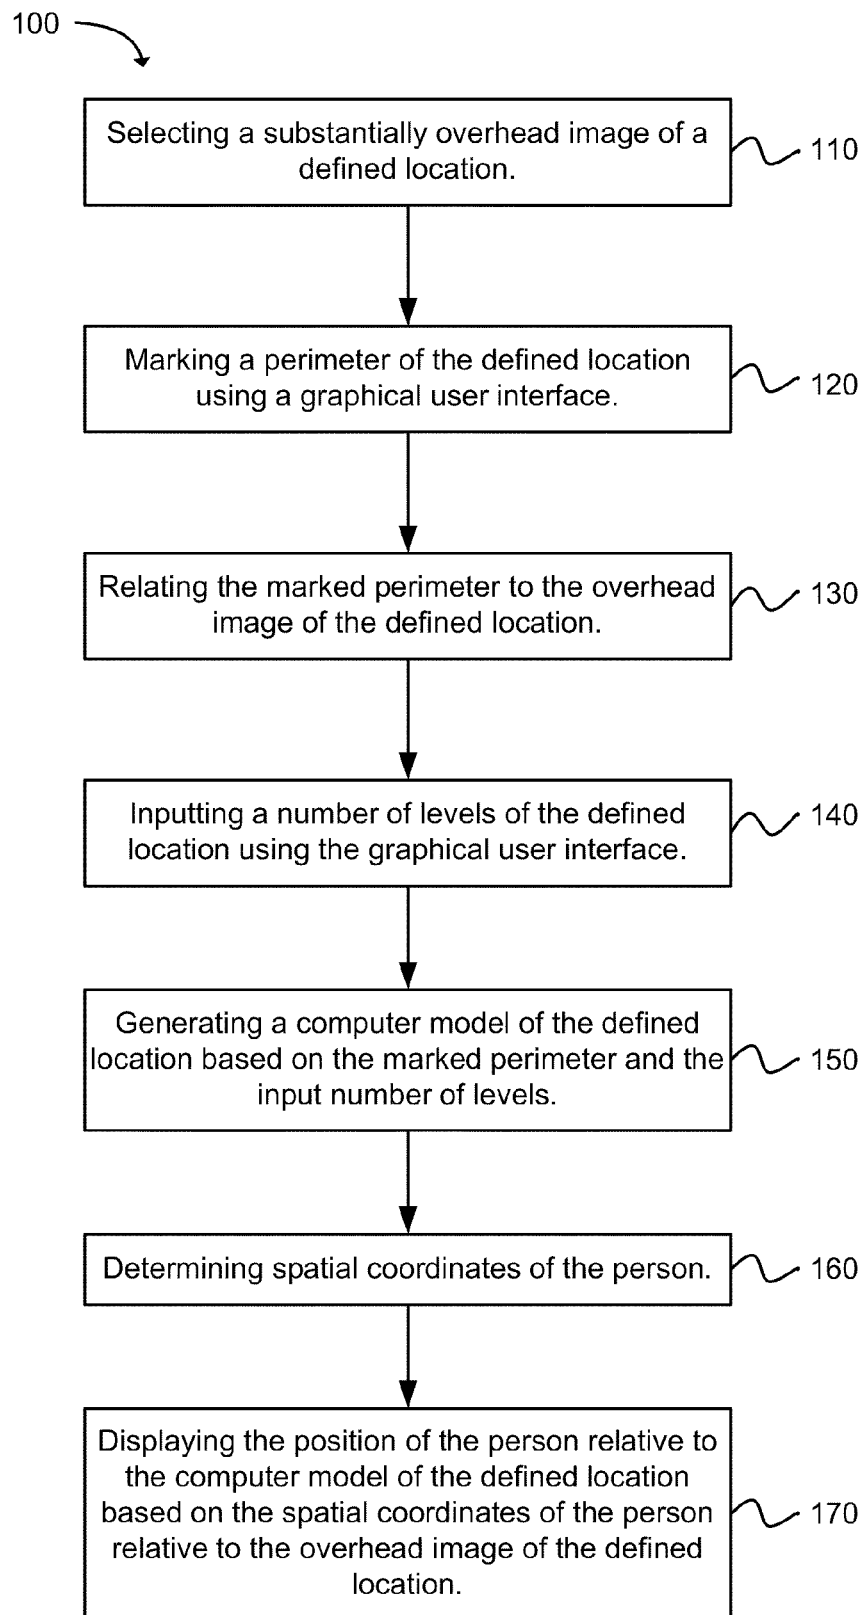 100
Selecting a substantially overhead image of a
defined location.
110
Marking a perimeter of the defined location
using a graphical user interface.
120
Relating the marked perimeter to the overhead
image of the defined location.
130
Inputting a number of levels of the defined
location using the graphical user interface.
140
Generating a computer model of the defined
location based on the marked perimeter and the
input number of levels.
150
Determining spatial coordinates of the person.
160
Displaying the position of the person relative to
the computer model of the defined location
based on the spatial coordinates of the person
relative to the overhead image of the defined
location.
170